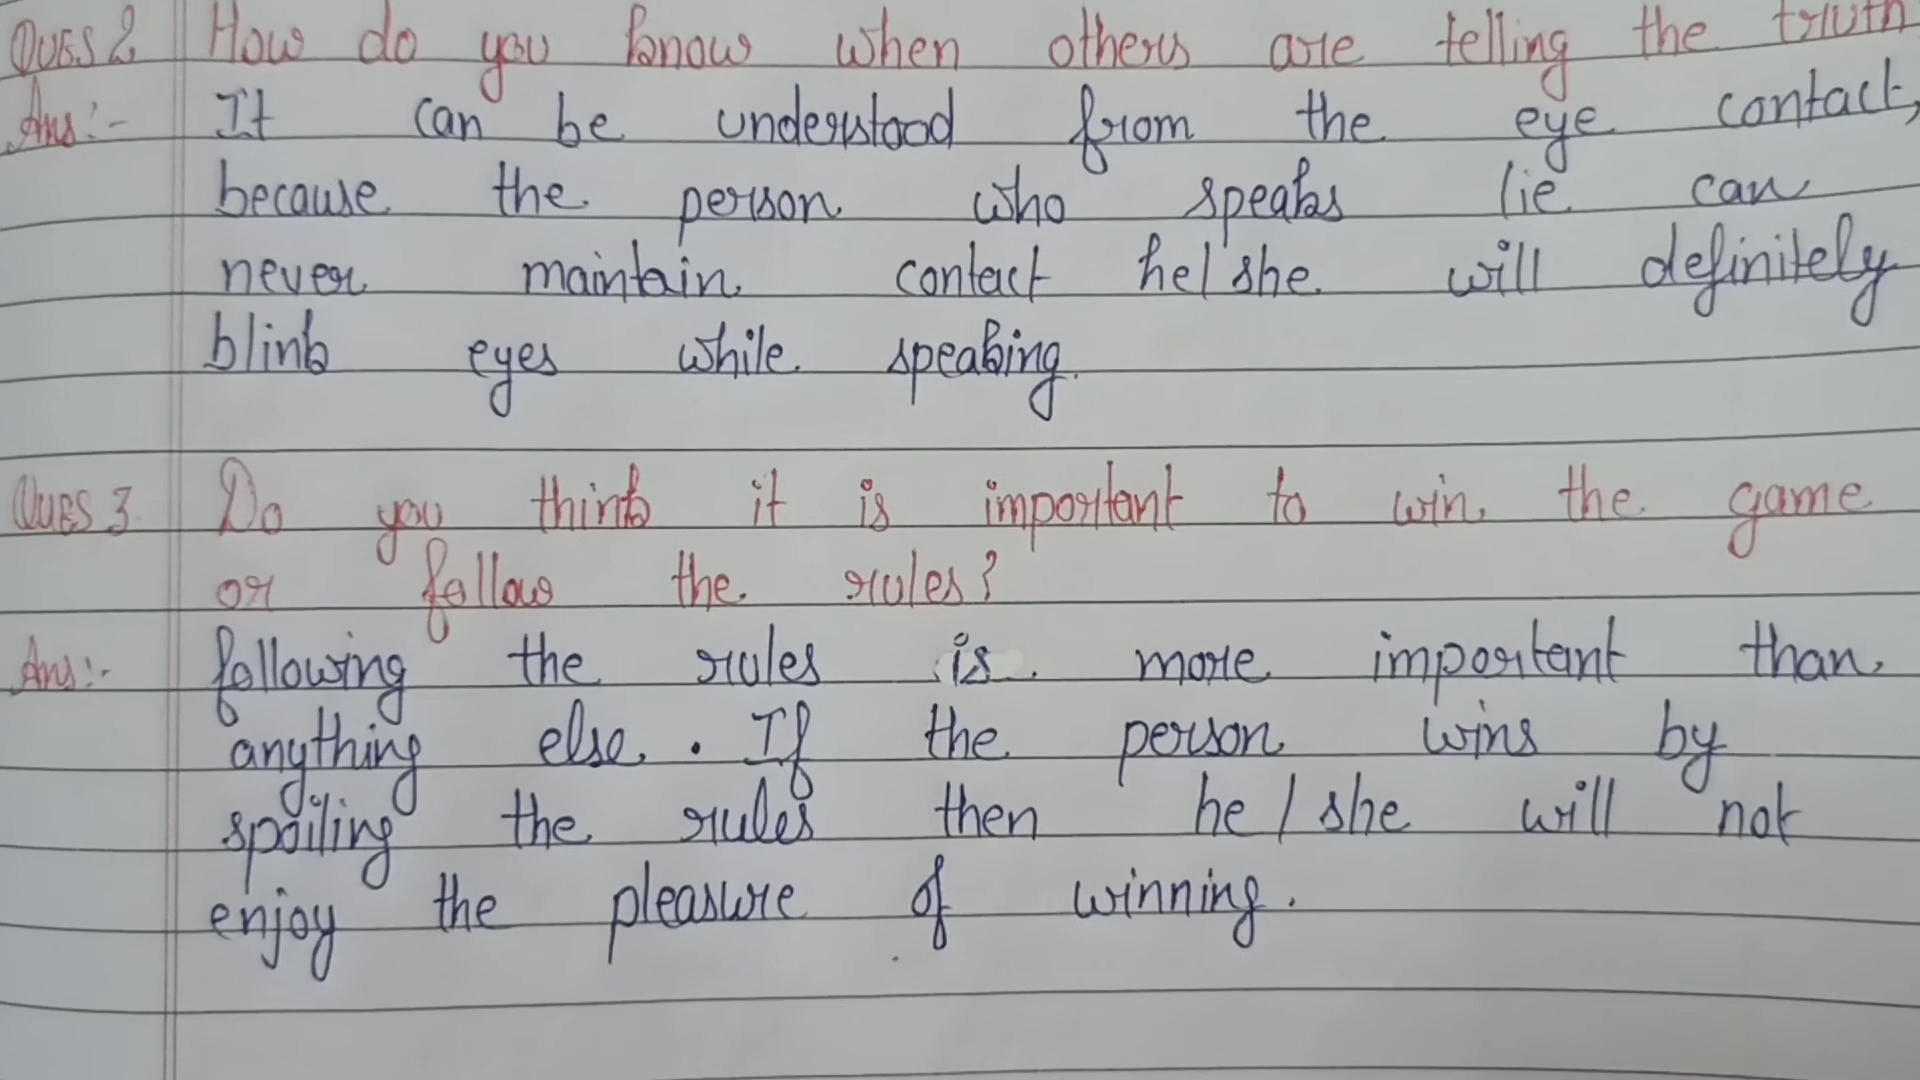 Ques 2 How do you know when others are telling the truth
Ans:- It can be understood from the eye contact,
because the person who speaks lie can
never maintain contact he/she will definitely
blink eyes while speaking.
Ques 3 Do you think it is important to win the game
or follow the rules?
Ans:- following the rules is more important than
anything else. If the person wins by
spoiling the rules then he/she will not
enjoy the pleasure of winning.